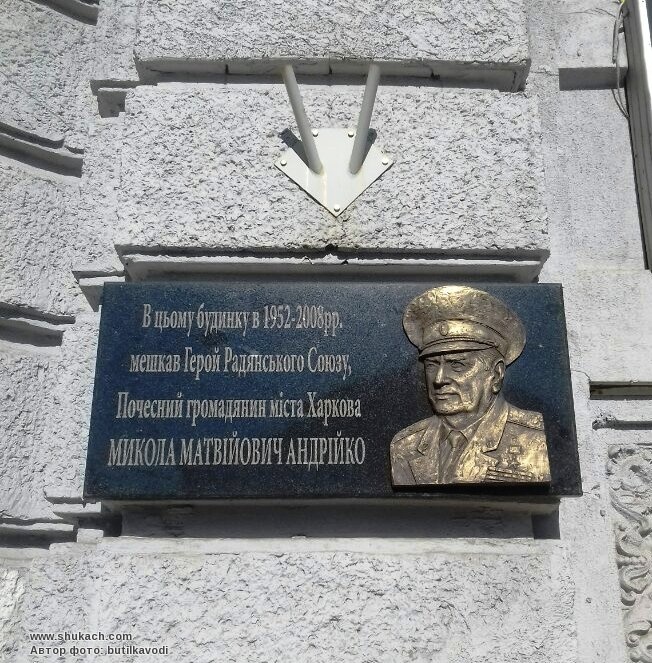 В цьому будинку в 1952-2008рр.
мешкав Герой Радянського Союзу,
Почесний громадянин міста Харкова
МИКОЛА МАТВІЙОВИЧ АНДРІЙКО
www.shukach.com
Автор фото: butilkavodi